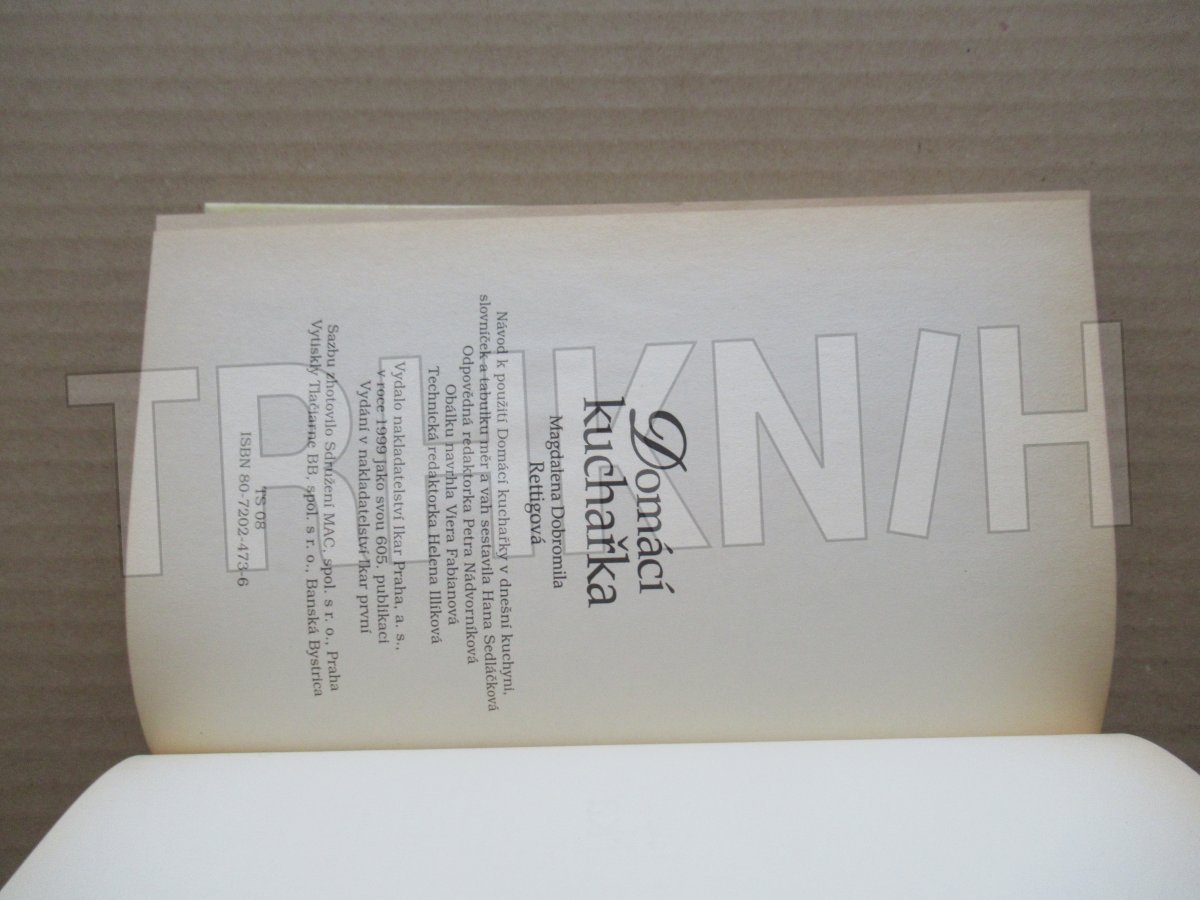 Domácí
kuchařka
Magdalena Dobromila
Rettigová
Návod k použití Domácí kuchařky v dnešní kuchyni,
slovníček a tabulku měr a vah sestavila Hana Sedláčková
Odpovědná redaktorka Petra Nádvorníková
Obálku navrhla Viera Fabianová
Technická redaktorka Helena Illíková
Vydalo nakladatelství Ikar Praha, a. s.,
v roce 1999 jako svou 605. publikaci
Vydání v nakladatelství Ikar první
Sazbu zhotovilo Sdružení MAC, spol. s r. o., Praha
Vytiskly Tlačiarne BB, spol. s r. o., Banská Bystrica
TS 08
ISBN 80-7202-473-6
TRHKNIH